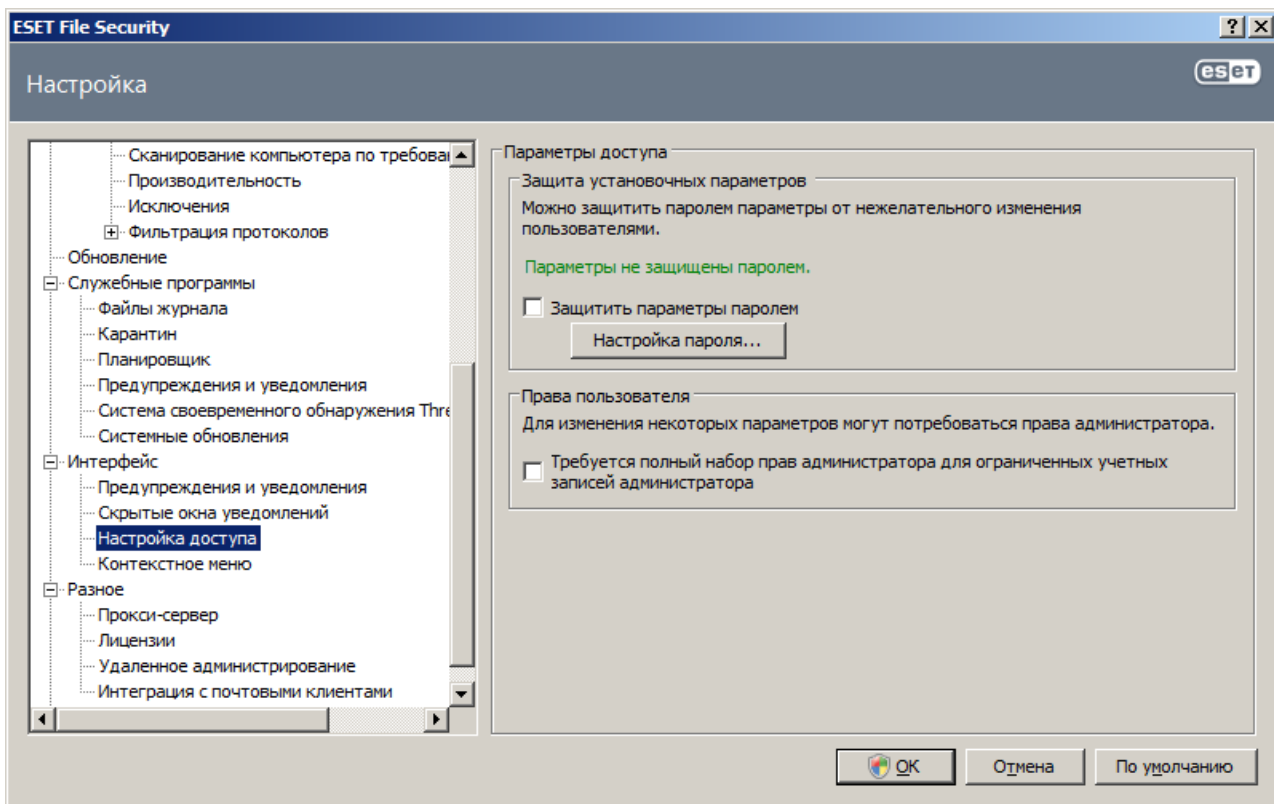 ESET File Security
Настройка
eset
Сканирование компьютера по требова
Производительность
Исключения
Фильтрация протоколов
Обновление
Служебные программы
Файлы журнала
Карантин
Планировщик
Предупреждения и уведомления
Система своевременного обнаружения Thre
Системные обновления
Интерфейс
Предупреждения и уведомления
Скрытые окна уведомлений
Настройка доступа
Контекстное меню
Разное
Прокси-сервер
Лицензии
Удаленное администрирование
Интеграция с почтовыми клиентами
Параметры доступа
Защита установочных параметров
Можно защитить паролем параметры от нежелательного изменения
пользователями.
Параметры не защищены паролем.
Защитить параметры паролем
Настройка пароля...
Права пользователя
Для изменения некоторых параметров могут потребоваться права администратора.
Требуется полный набор прав администратора для ограниченных учетных
записей администратора
OK
Отмена
По умолчанию